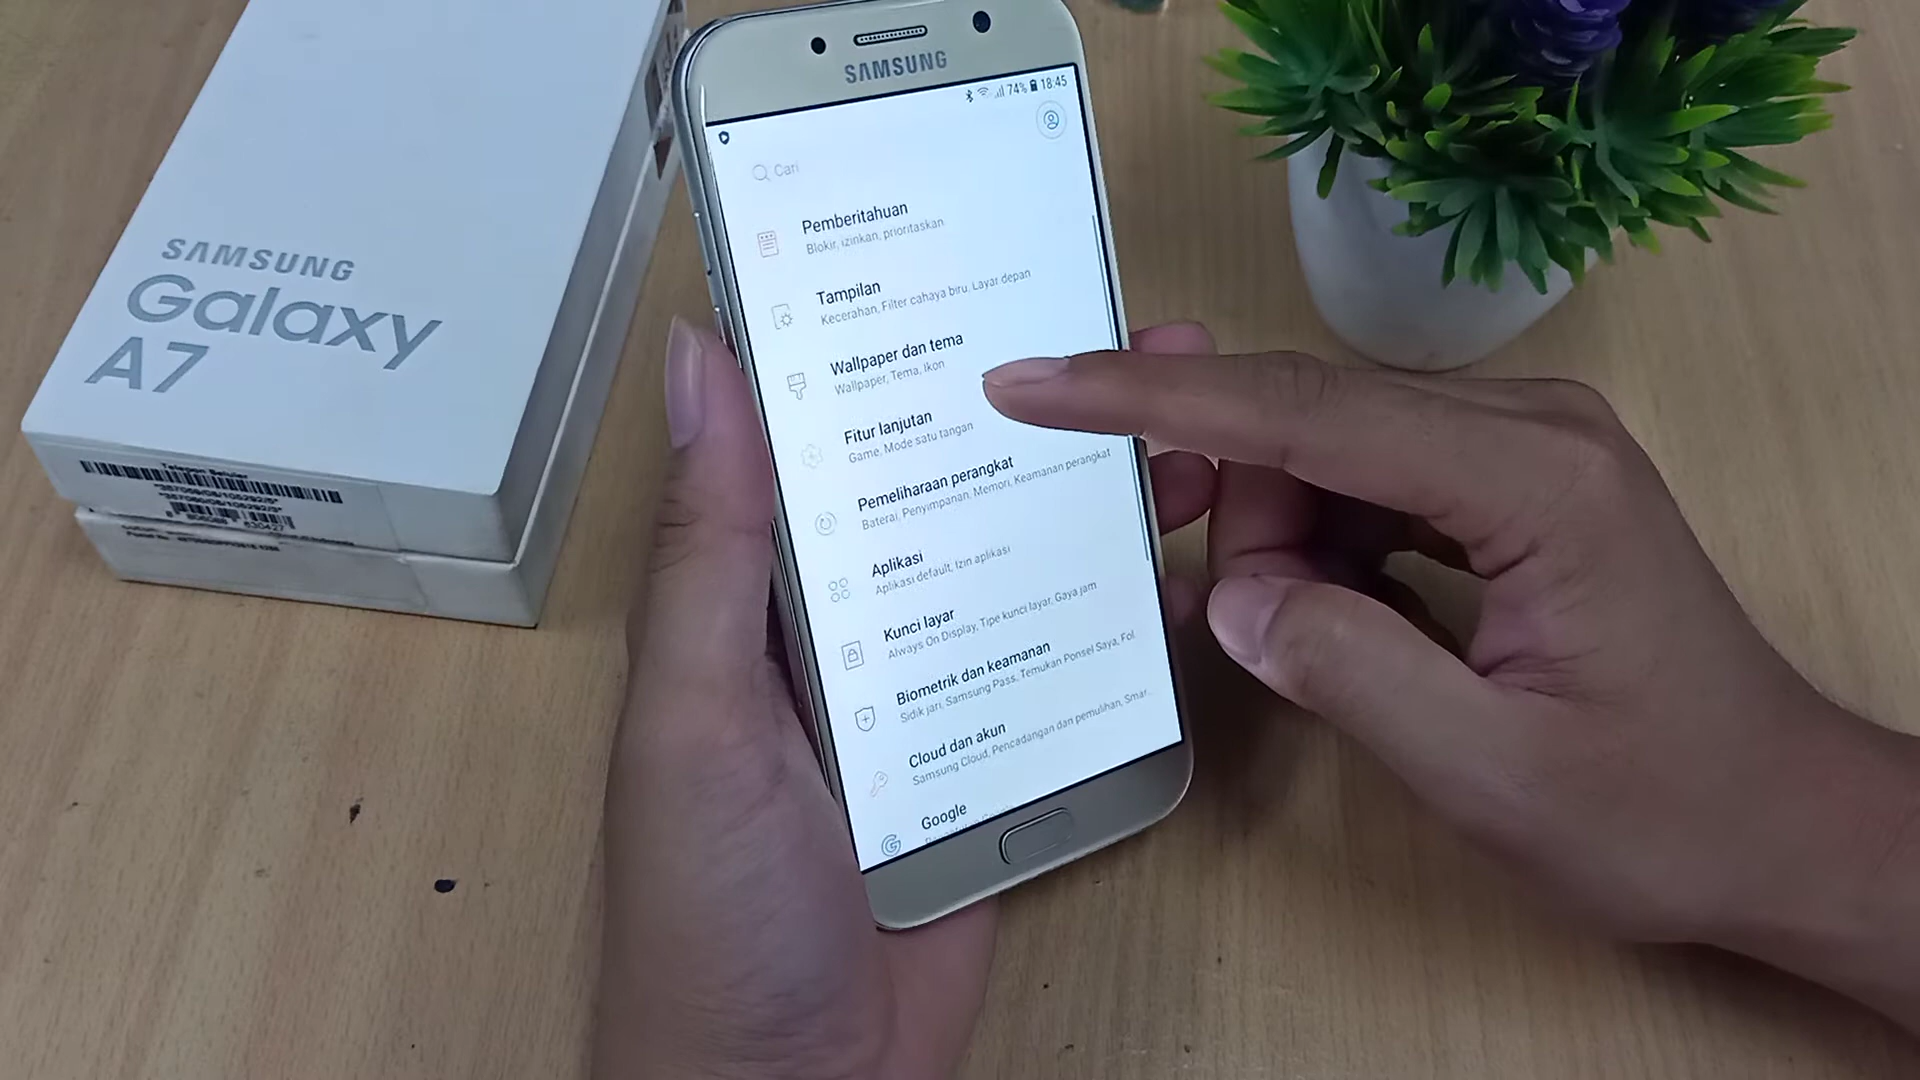 SAMSUNG
Galaxy
A7
Telepon Seluler
SAMSUNG
74% 18:45
Cari
Pemberitahuan
Blokir, izinkan, prioritaskan
Tampilan
Kecerahan, Filter cahaya biru, Layar depan
Wallpaper dan tema
Wallpaper, Tema, Ikon
Fitur lanjutan
Game, Mode satu tangan
Pemeliharaan perangkat
Baterai, Penyimpanan, Memori, Keamanan perangkat
Aplikasi
Aplikasi default, Izin aplikasi
Kunci layar
Always On Display, Tipe kunci layar, Gaya jam
Biometrik dan keamanan
Sidik jari, Samsung Pass, Temukan Ponsel Saya, Fol
Cloud dan akun
Samsung Cloud, Pencadangan dan pemulihan, Smar...
Google